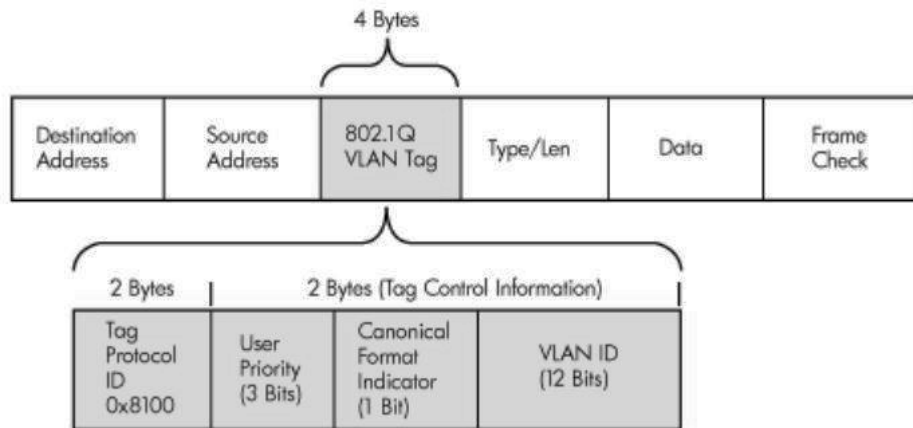 4 Bytes
Destination
Address
Source
Address
802.1Q
VLAN Tag
Type/Len
Data
Frame
Check
2 Bytes
2 Bytes (Tag Control Information)
Tag
Protocol
ID
0x8100
User
Priority
(3 Bits)
Canonical
Format
Indicator
(1 Bit)
VLAN ID
(12 Bits)